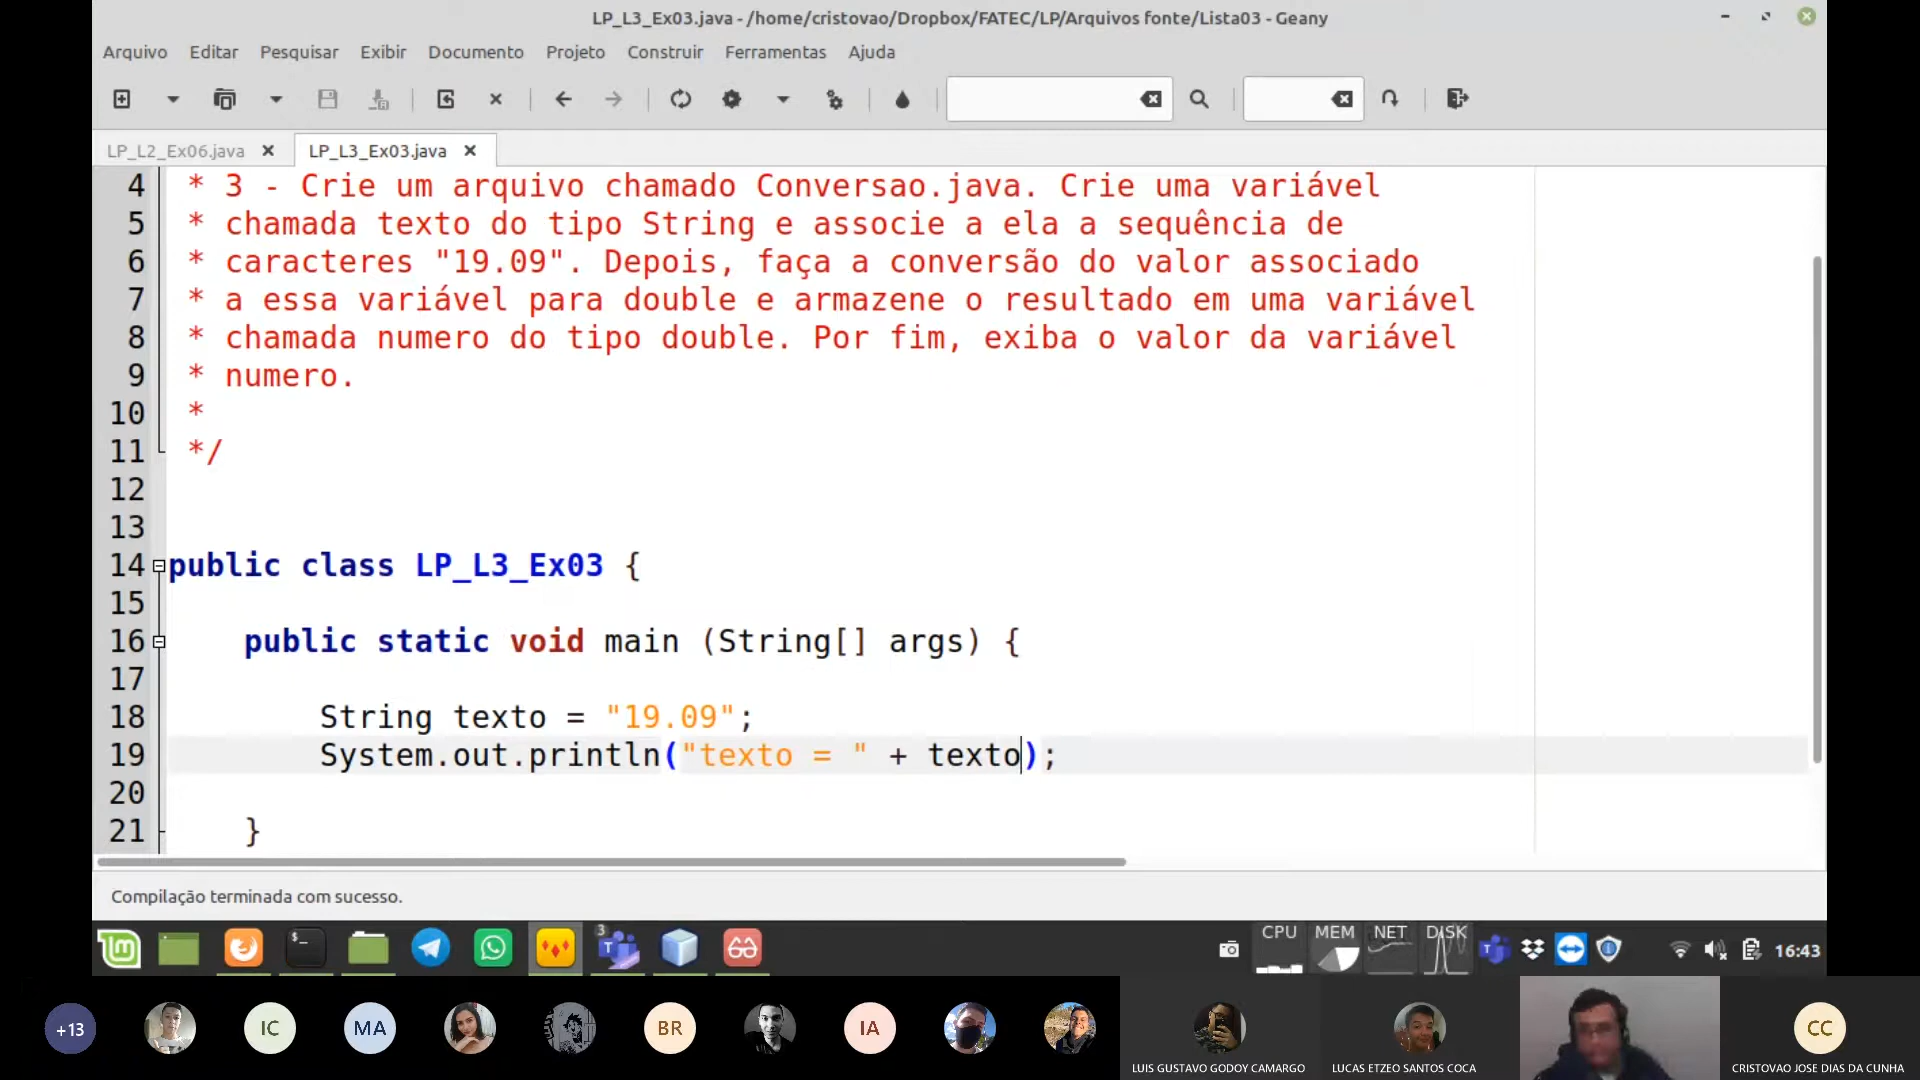 LP_L3_Ex03.java - /home/cristovao/Dropbox/FATEC/LP/Arquivos fonte/Lista03 - Geany
Arquivo Editar Pesquisar Exibir Documento Projeto Construir Ferramentas Ajuda
LP_L2_Ex06.java LP_L3_Ex03.java
4 * 3 - Crie um arquivo chamado Conversao.java. Crie uma variável
5 * chamada texto do tipo String e associe a ela a sequência de
6 * caracteres "19.09". Depois, faça a conversão do valor associado
7 * a essa variável para double e armazene o resultado em uma variável
8 * chamada numero do tipo double. Por fim, exiba o valor da variável
9 * numero.
10 *
11 */
12
13
14 public class LP_L3_Ex03 {
15
16 public static void main (String[] args) {
17
18 String texto = "19.09";
19 System.out.println("texto = " + texto);
20
21 }
Compilação terminada com sucesso.
3 CPU MEM NET DISK 16:43
+13 IC MA BR IA CC
LUIS GUSTAVO GODOY CAMARGO LUCAS ETZEO SANTOS COCA CRISTOVAO JOSE DIAS DA CUNHA